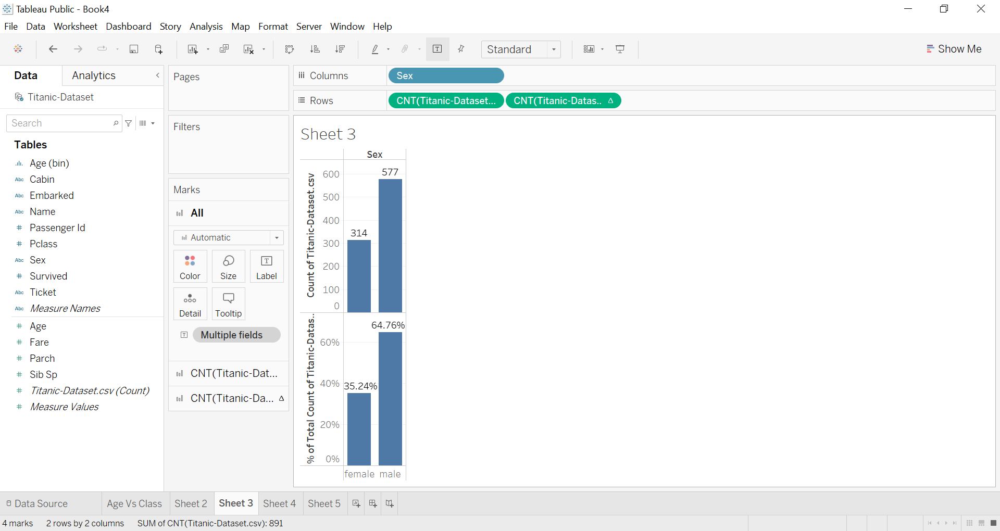 Tableau Public - Book4
File Data Worksheet Dashboard Story Analysis Map Format Server Window Help
Standard
Show Me
Data Analytics
Titanic-Dataset
Search
Tables
Age (bin)
Abc Cabin
Abc Embarked
Abc Name
# Passenger Id
# Pclass
Abc Sex
# Survived
Abc Ticket
Abc Measure Names
# Age
# Fare
# Parch
# Sib Sp
# Titanic-Dataset.csv (Count)
# Measure Values
Pages
Filters
Marks
All
Automatic
Color Size Label
Detail Tooltip
Multiple fields
CNT(Titanic-Dat...
CNT(Titanic-Da... Δ
Columns Sex
Rows CNT(Titanic-Dataset... CNT(Titanic-Datas.. Δ
Sheet 3
Sex
Count of Titanic-Dataset.csv
600
500
400
300
200
100
0
577
314
% of Total Count of Titanic-Datas..
60%
40%
20%
0%
64.76%
35.24%
female male
Data Source Age Vs Class Sheet 2 Sheet 3 Sheet 4 Sheet 5
4 marks 2 rows by 2 columns SUM of CNT(Titanic-Dataset.csv): 891